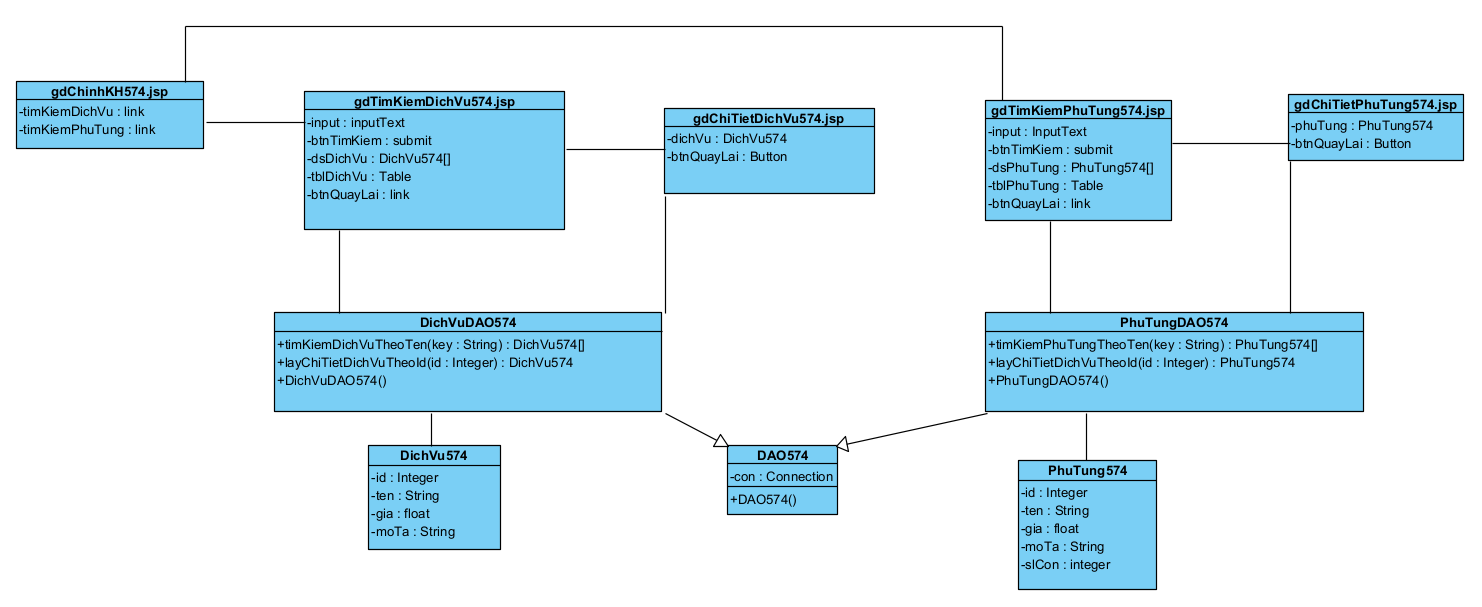 gdChinhKH574.jsp
-timKiemDichVu : link
-timKiemPhuTung : link
gdTimKiemDichVu574.jsp
-input : inputText
-btnTimKiem : submit
-dsDichVu : DichVu574[]
-tblDichVu : Table
-btnQuayLai : link
gdChiTietDichVu574.jsp
-dichVu : DichVu574
-btnQuayLai : Button
gdTimKiemPhuTung574.jsp
-input : InputText
-btnTimKiem : submit
-dsPhuTung : PhuTung574[]
-tblPhuTung : Table
-btnQuayLai : link
gdChiTietPhuTung574.jsp
-phuTung : PhuTung574
-btnQuayLai : Button
DichVuDAO574
+timKiemDichVuTheoTen(key : String) : DichVu574[]
+layChiTietDichVuTheoId(id : Integer) : DichVu574
+DichVuDAO574()
PhuTungDAO574
+timKiemPhuTungTheoTen(key : String) : PhuTung574[]
+layChiTietDichVuTheoId(id : Integer) : PhuTung574
+PhuTungDAO574()
DichVu574
-id : Integer
-ten : String
-gia : float
-moTa : String
DAO574
-con : Connection
+DAO574()
PhuTung574
-id : Integer
-ten : String
-gia : float
-moTa : String
-slCon : integer